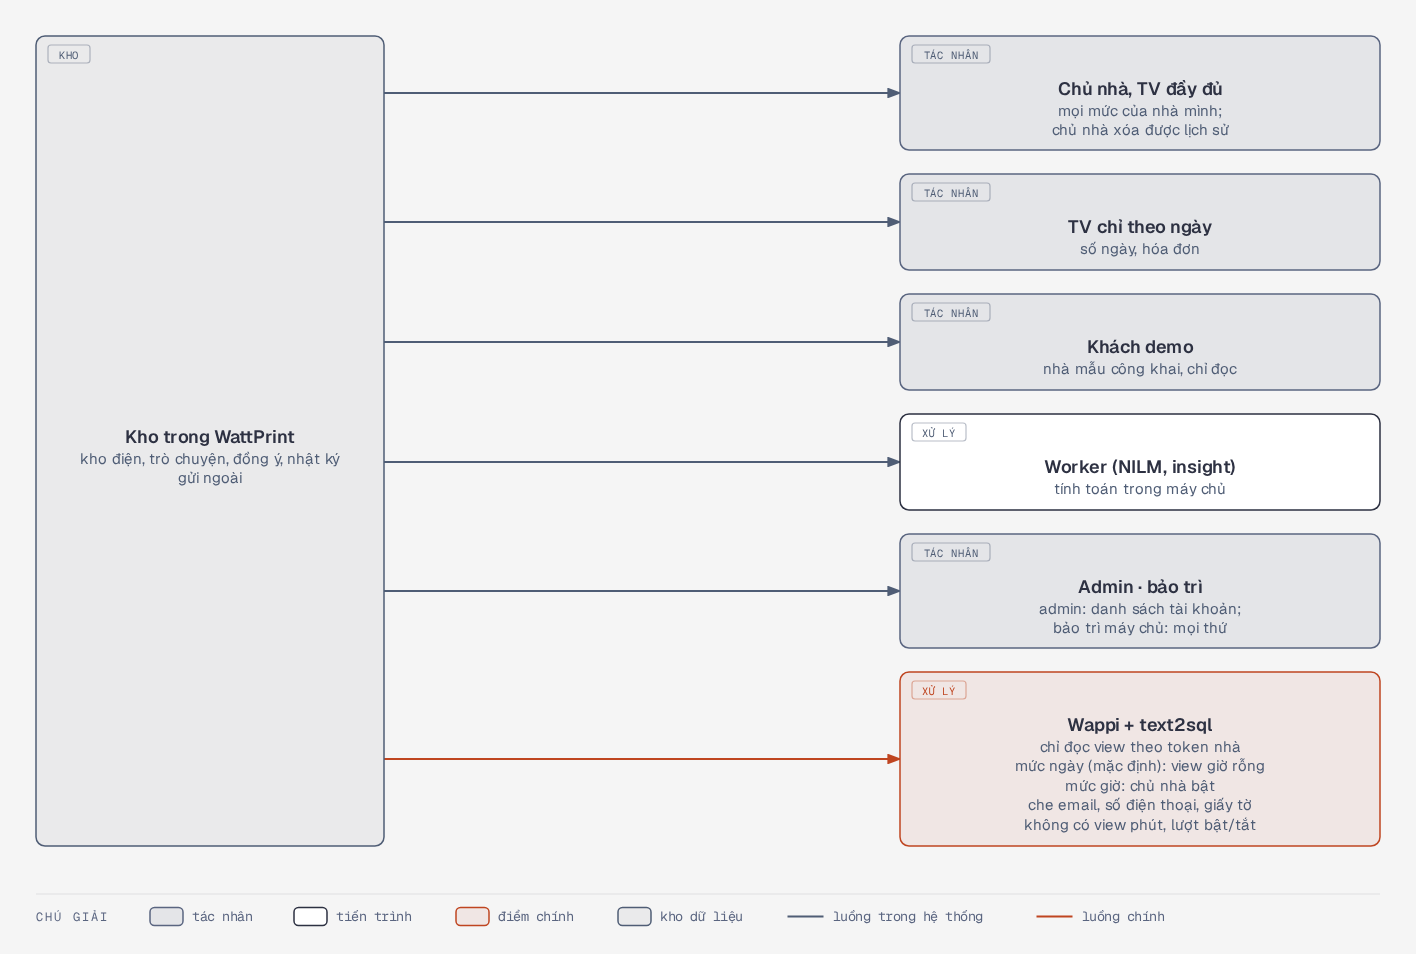 KHO
Kho trong WattPrint
kho điện, trò chuyện, đồng ý, nhật ký
gửi ngoài
TÁC NHÂN
Chủ nhà, TV đầy đủ
mọi mức của nhà mình;
chủ nhà xóa được lịch sử
TÁC NHÂN
TV chỉ theo ngày
số ngày, hóa đơn
TÁC NHÂN
Khách demo
nhà mẫu công khai, chỉ đọc
XỬ LÝ
Worker (NILM, insight)
tính toán trong máy chủ
TÁC NHÂN
Admin · bảo trì
admin: danh sách tài khoản;
bảo trì máy chủ: mọi thứ
XỬ LÝ
Wappi + text2sql
chỉ đọc view theo token nhà
mức ngày (mặc định): view giờ rỗng
mức giờ: chủ nhà bật
che email, số điện thoại, giấy tờ
không có view phút, lượt bật/tắt
CHÚ GIẢI
tác nhân
tiến trình
điểm chính
kho dữ liệu
luồng trong hệ thống
luồng chính